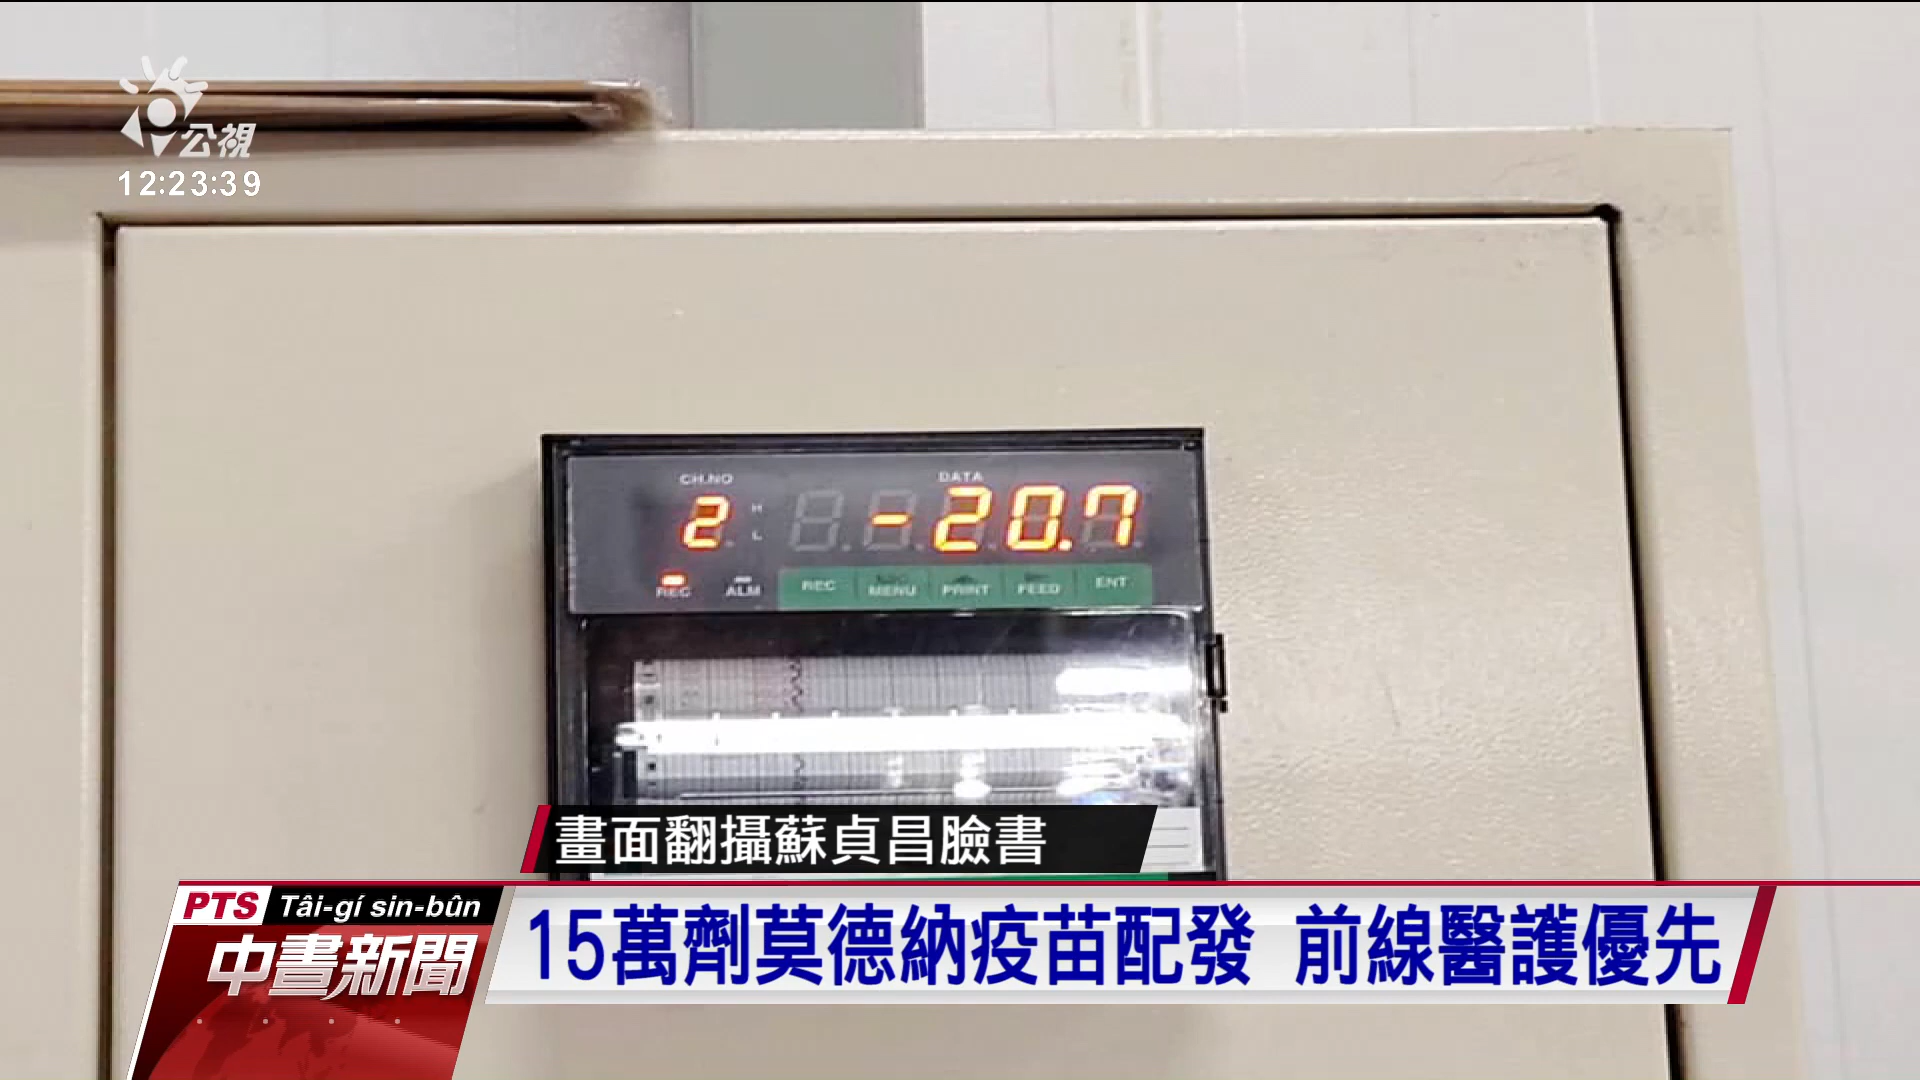 公視
12:23:39
CH.NO
DATA
2
H
L
-20.7
REC
ALM
REC
MENU
PRINT
FEED
ENT
畫面翻攝蘇貞昌臉書
PTS
Tâi-gí sin-bûn
中晝新聞
15萬劑莫德納疫苗配發 前線醫護優先